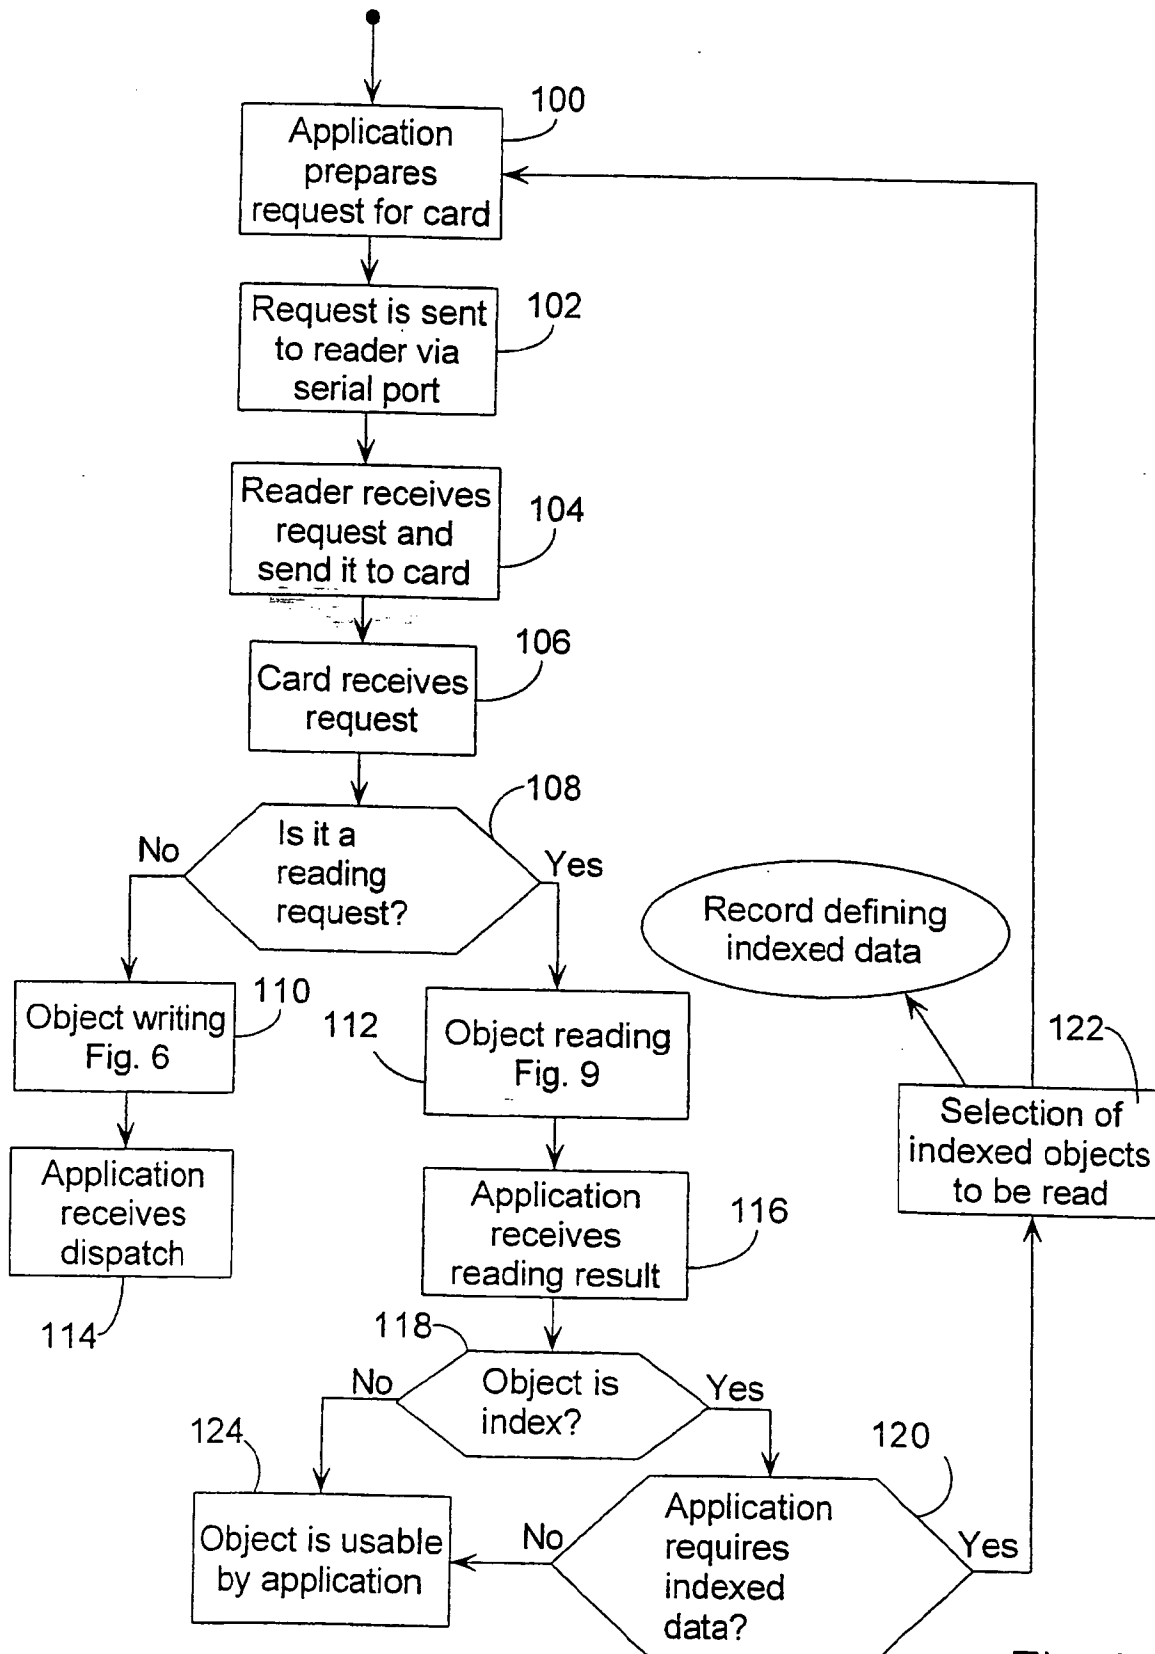 100
Application
prepares
request for card
102
Request is sent
to reader via
serial port
104
Reader receives
request and
send it to card
106
Card receives
request
108
Is it a
reading
request?
No
Yes
Record defining
indexed data
110
Object writing
Fig. 6
112
Object reading
Fig. 9
122
Selection of
indexed objects
to be read
Application
receives
dispatch
114
Application
receives
reading result
116
118
Object is
index?
No
Yes
124
Object is usable
by application
120
Application
requires
indexed
data?
No
Yes